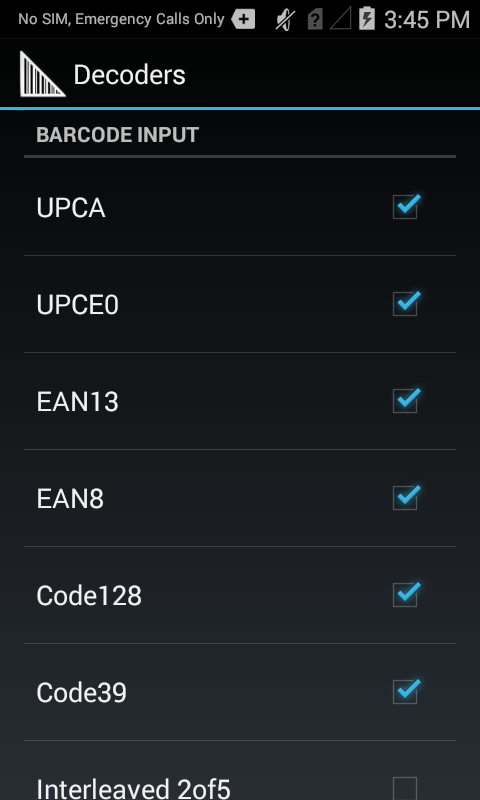 No SIM, Emergency Calls Only 3:45 PM
Decoders
BARCODE INPUT
UPCA
UPCE0
EAN13
EAN8
Code128
Code39
Interleaved 2of5